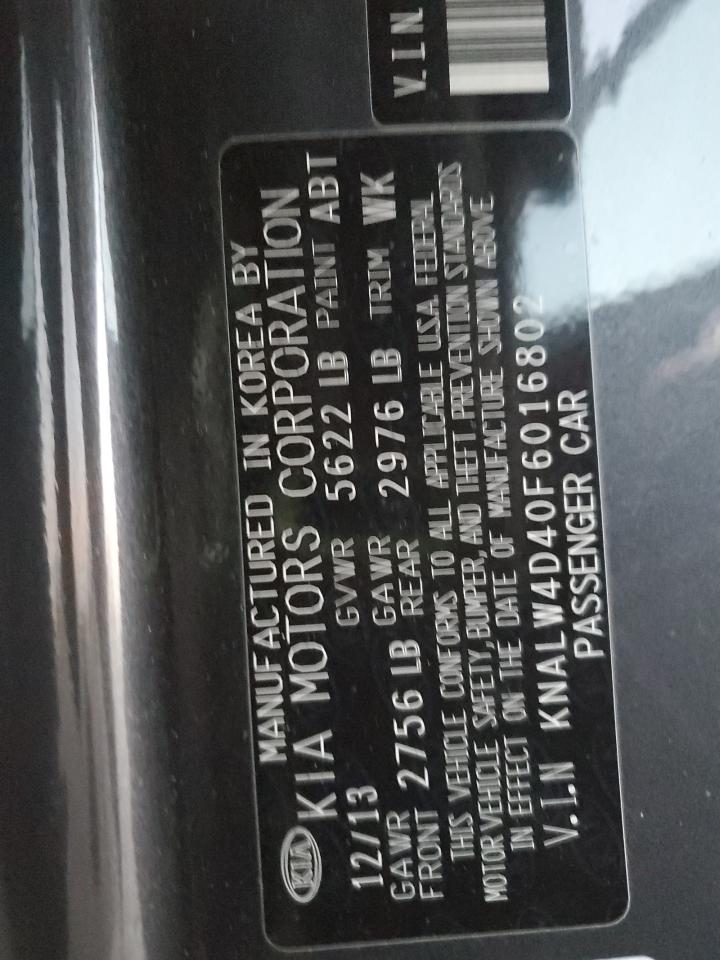 V.I.N
MANUFACTURED IN KOREA BY
KIA KIA MOTORS CORPORATION
12/13 GVWR 5622 LB PAINT ABT
GAWR FRONT 2756 LB GAWR REAR 2976 LB TRIM WK
THIS VEHICLE CONFORMS TO ALL APPLICABLE U.S.A. FEDERAL
MOTOR VEHICLE SAFETY, BUMPER, AND THEFT PREVENTION STANDARDS
IN EFFECT ON THE DATE OF MANUFACTURE SHOWN ABOVE
V.I.N KNALW4D40F6016802
PASSENGER CAR